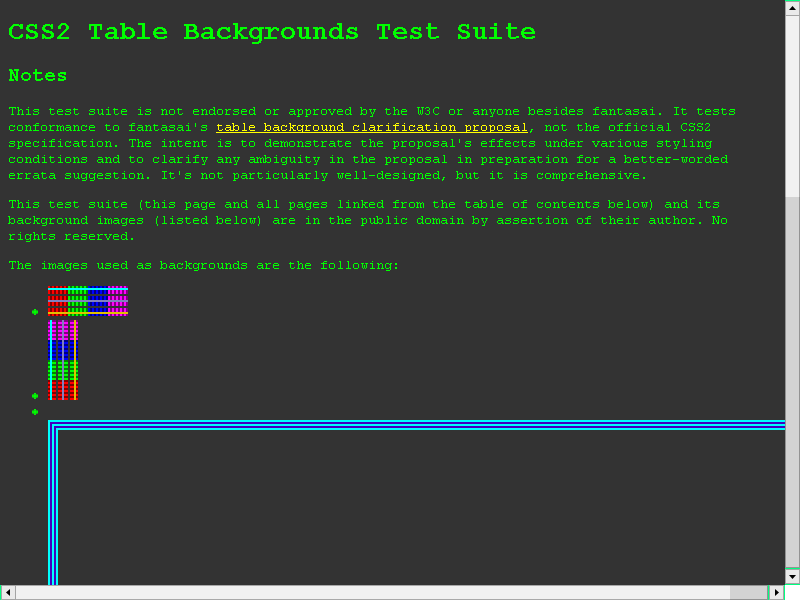 CSS2 Table Backgrounds Test Suite
Notes
This test suite is not endorsed or approved by the W3C or anyone besides fantasai. It tests
conformance to fantasai's table background clarification proposal, not the official CSS2
specification. The intent is to demonstrate the proposal's effects under various styling
conditions and to clarify any ambiguity in the proposal in preparation for a better-worded
errata suggestion. It's not particularly well-designed, but it is comprehensive.
This test suite (this page and all pages linked from the table of contents below) and its
background images (listed below) are in the public domain by assertion of their author. No
rights reserved.
The images used as backgrounds are the following: